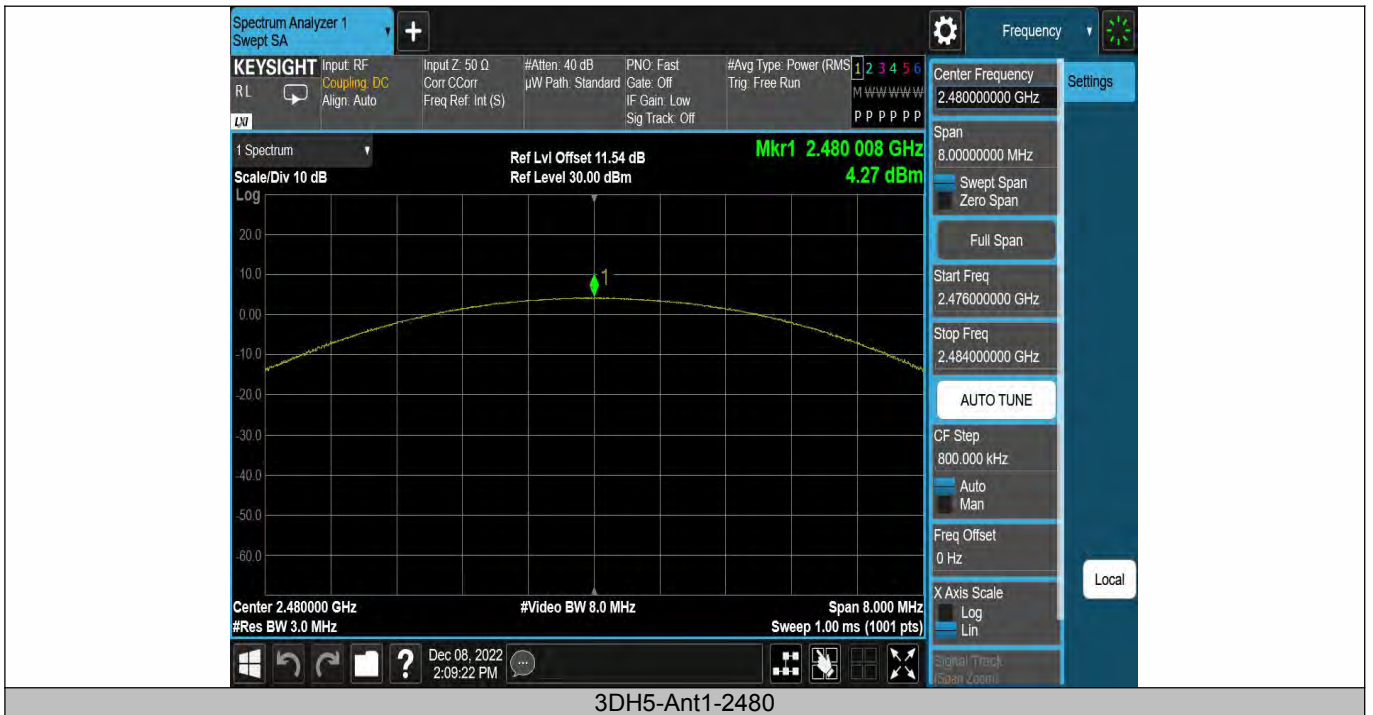 Spectrum Analyzer 1
Swept SA
+
Frequency
KEYSIGHT
RL
LXI
Input: RF
Coupling: DC
Align: Auto
Input Z: 50 Ω
Corr CCorr
Freq Ref: Int (S)
#Atten: 40 dB
µW Path: Standard
PNO: Fast
Gate: Off
IF Gain: Low
Sig Track: Off
#Avg Type: Power (RMS
Trig: Free Run
1 2 3 4 5 6
M W W W W W
P P P P P P
1 Spectrum
Scale/Div 10 dB
Log
Ref Lvl Offset 11.54 dB
Ref Level 30.00 dBm
Mkr1 2.480 008 GHz
4.27 dBm
20.0
10.0
0.00
-10.0
-20.0
-30.0
-40.0
-50.0
-60.0
1
Center 2.480000 GHz
#Res BW 3.0 MHz
#Video BW 8.0 MHz
Span 8.000 MHz
Sweep 1.00 ms (1001 pts)
Center Frequency
2.480000000 GHz
Settings
Span
8.00000000 MHz
Swept Span
Zero Span
Full Span
Start Freq
2.476000000 GHz
Stop Freq
2.484000000 GHz
AUTO TUNE
CF Step
800.000 kHz
Auto
Man
Freq Offset
0 Hz
X Axis Scale
Log
Lin
Signal Track
(Span Zoom)
Local
?
Dec 08, 2022
2:09:22 PM
3DH5-Ant1-2480